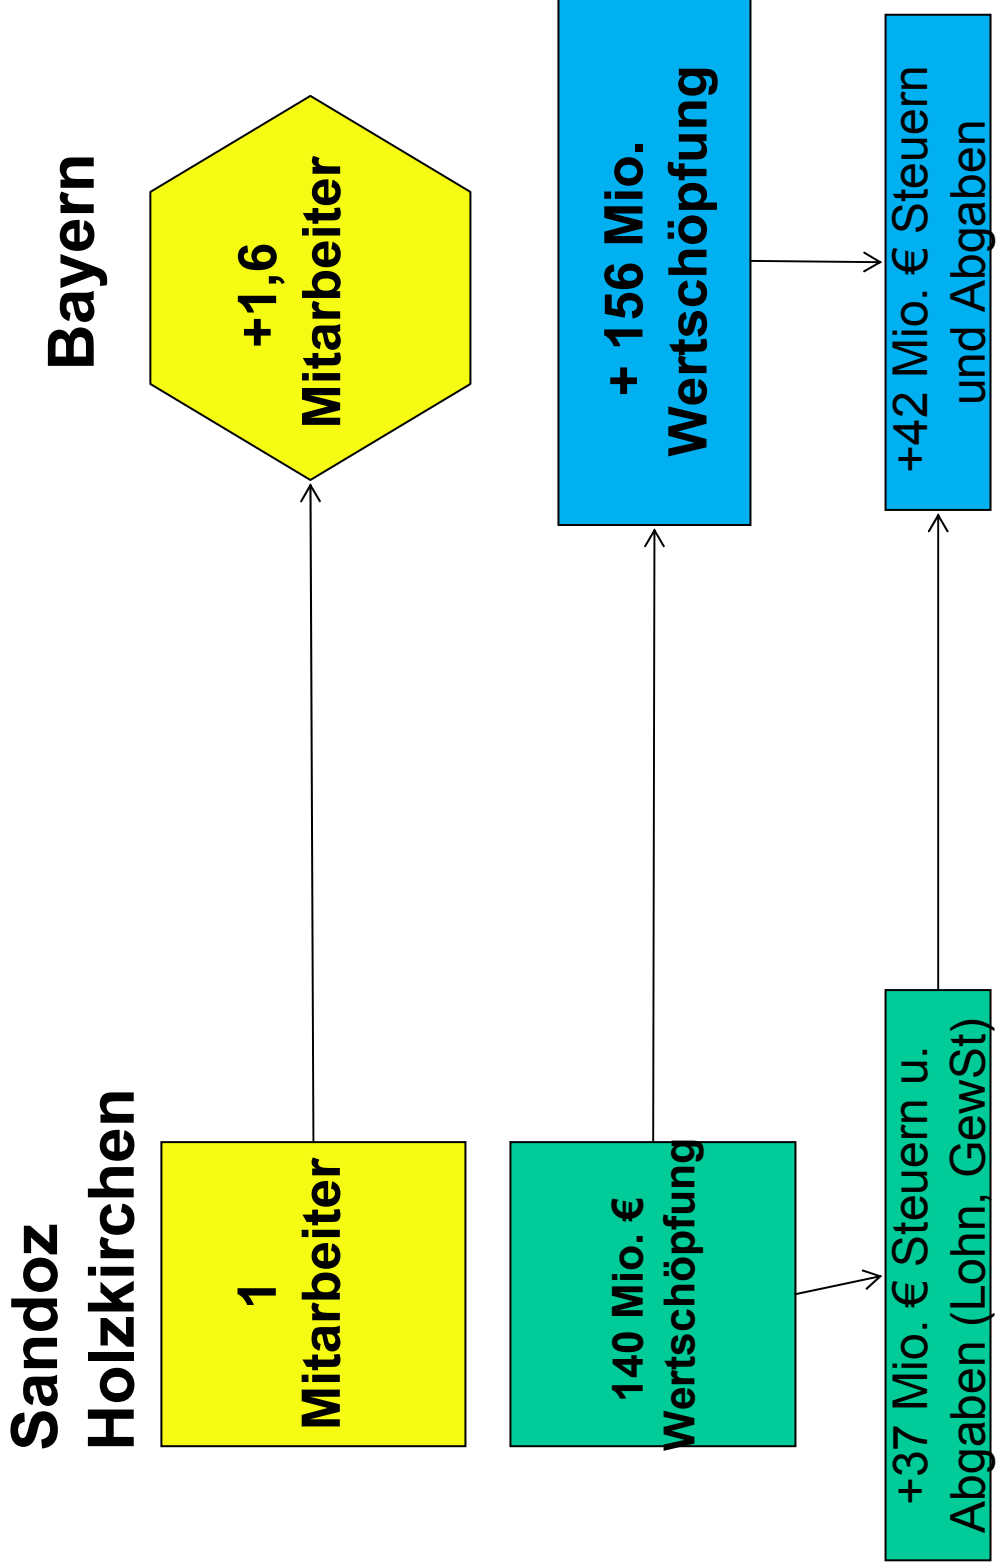 Sandoz
Holzkirchen
Bayern
1
Mitarbeiter
+1,6
Mitarbeiter
140 Mio. €
Wertschöpfung
+ 156 Mio.
Wertschöpfung
+37 Mio. € Steuern u.
Abgaben (Lohn, GewSt)
+42 Mio. € Steuern
und Abgaben